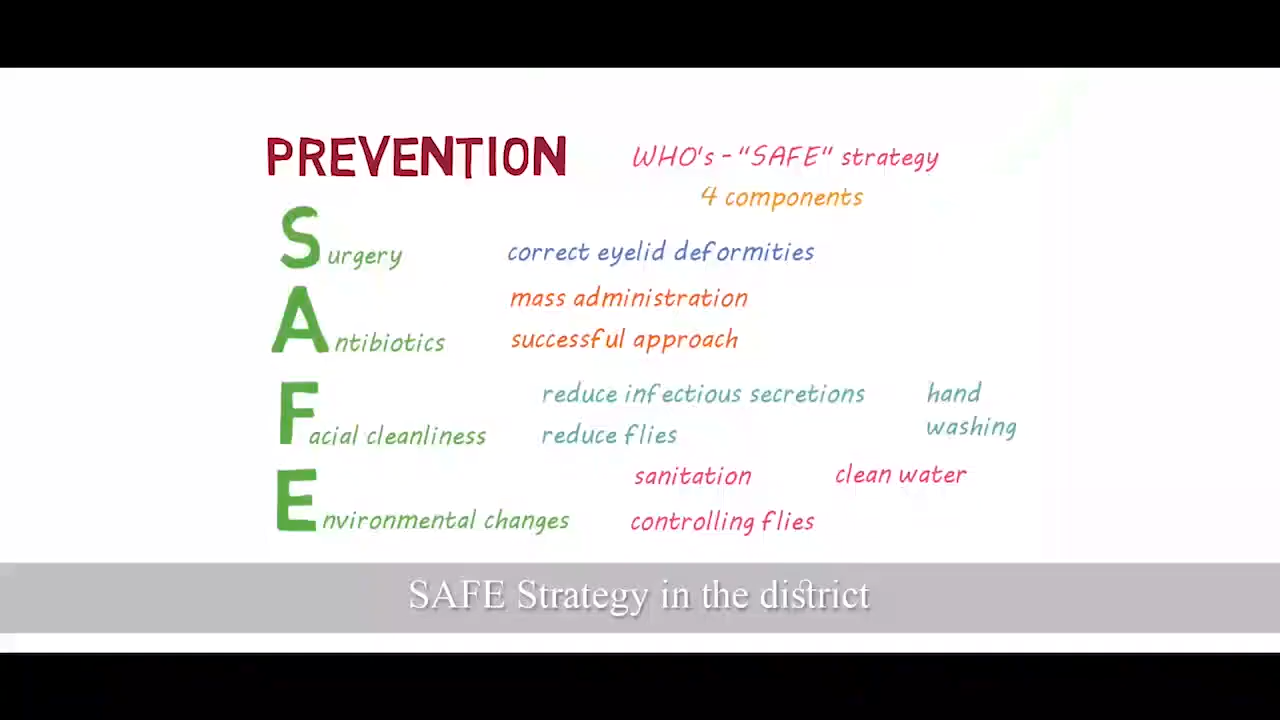 PREVENTION WHO's - "SAFE" strategy
4 components
Surgery correct eyelid deformities
mass administration
Antibiotics successful approach
reduce infectious secretions hand
Facial cleanliness reduce flies washing
sanitation clean water
Environmental changes controlling flies
SAFE Strategy in the district